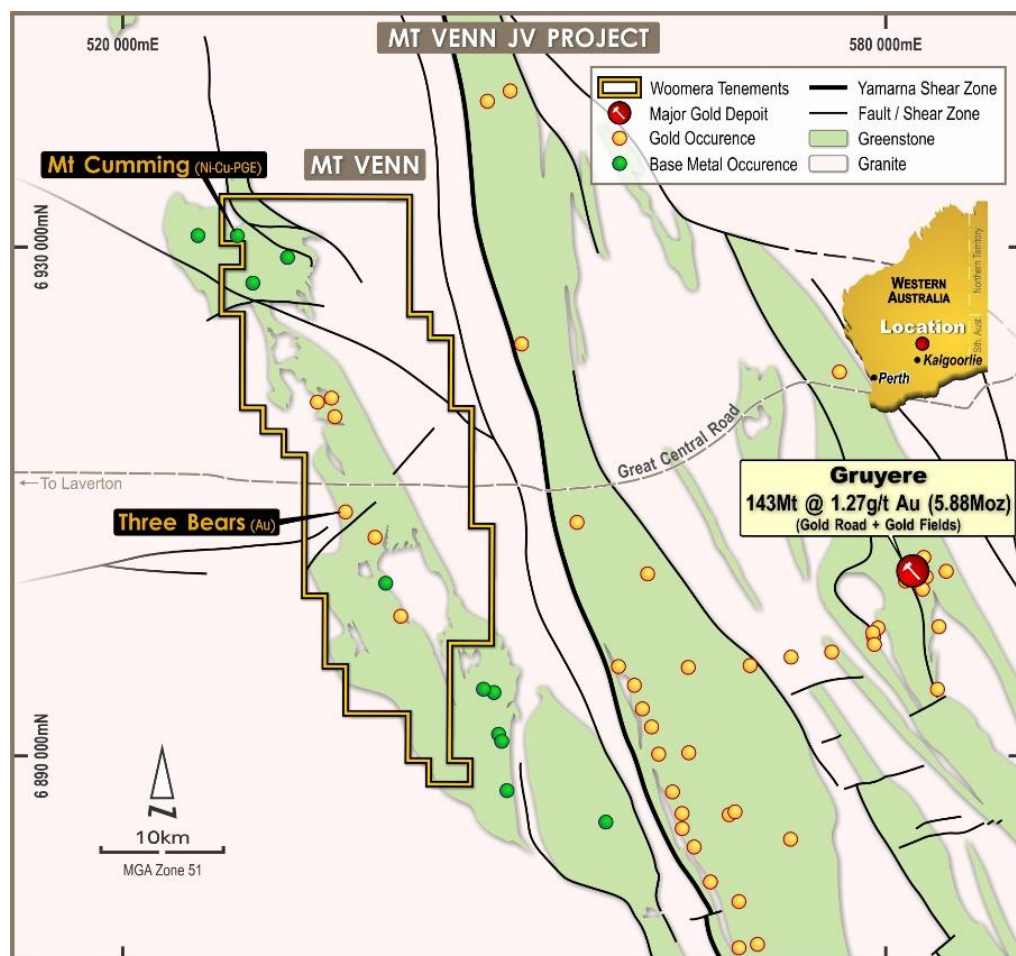 MT VENN JV PROJECT
520 000mE
580 000mE
Woomera Tenements
Major Gold Depoit
Gold Occurence
Base Metal Occurence
Yamarna Shear Zone
Fault / Shear Zone
Greenstone
Granite
Mt Cumming (Ni-Cu-PGE)
MT VENN
6 930 000mN
WESTERN
AUSTRALIA
Northern Territory
Location
Sth. Aust.
Kalgoorlie
Perth
Great Central Road
To Laverton
Gruyere
143Mt @ 1.27g/t Au (5.88Moz)
(Gold Road + Gold Fields)
Three Bears (Au)
6 890 000mN
N
10km
MGA Zone 51